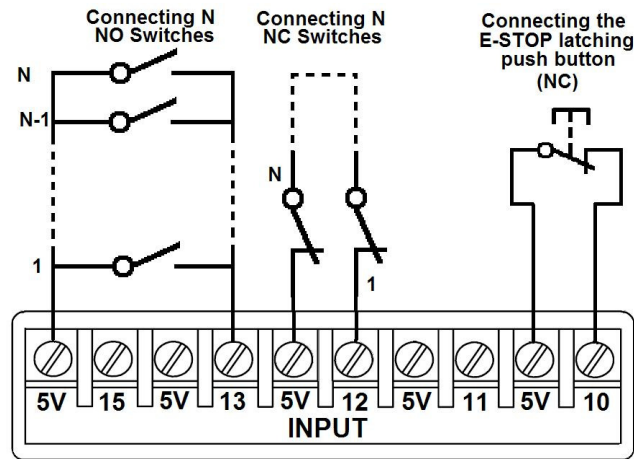 Connecting N
NO Switches
Connecting N
NC Switches
Connecting the
E-STOP latching
push button
(NC)
N
N-1
1
N
1
5V 15 5V 13 5V 12 5V 11 5V 10
INPUT